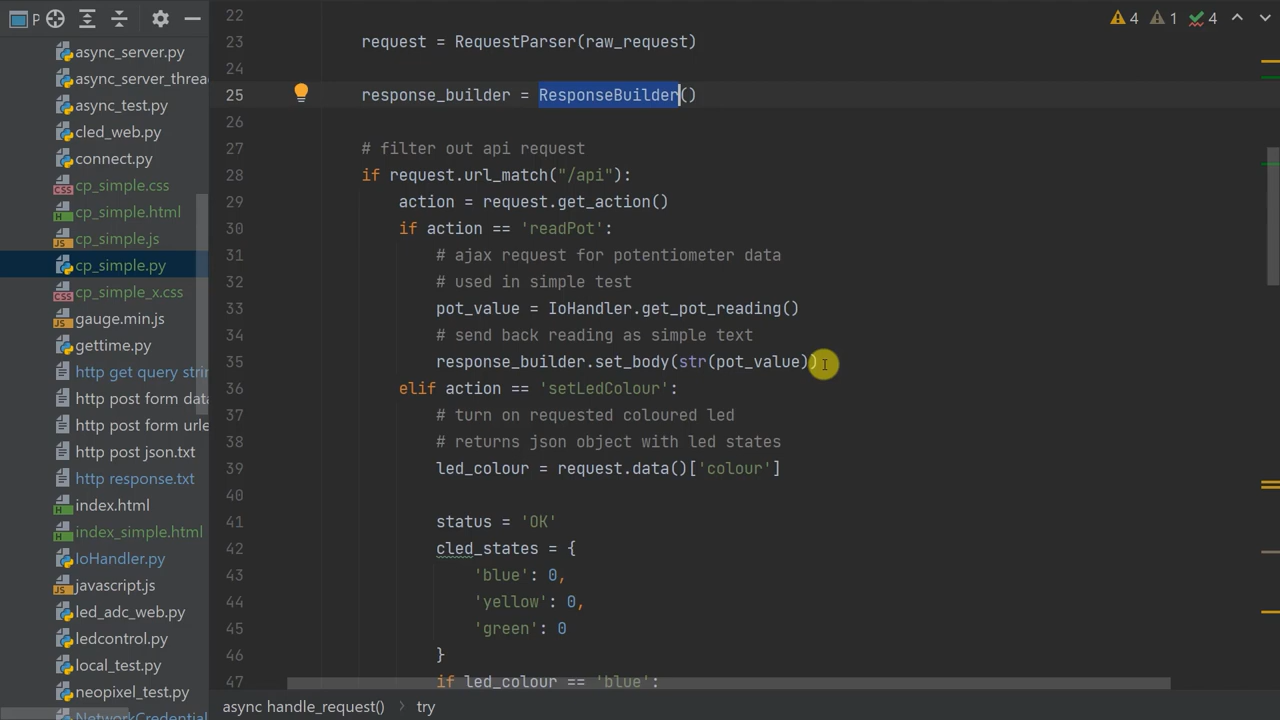 P
4 1 4
async_server.py
async_server_threa
async_test.py
cled_web.py
connect.py
cp_simple.css
cp_simple.html
cp_simple.js
cp_simple.py
cp_simple_x.css
gauge.min.js
gettime.py
http get query strin
http post form data
http post form urle
http post json.txt
http response.txt
index.html
index_simple.html
IoHandler.py
javascript.js
led_adc_web.py
ledcontrol.py
local_test.py
neopixel_test.py
NetworkCredential
22
23 request = RequestParser(raw_request)
24
25 response_builder = ResponseBuilder()
26
27 # filter out api request
28 if request.url_match("/api"):
29 action = request.get_action()
30 if action == 'readPot':
31 # ajax request for potentiometer data
32 # used in simple test
33 pot_value = IoHandler.get_pot_reading()
34 # send back reading as simple text
35 response_builder.set_body(str(pot_value))
36 elif action == 'setLedColour':
37 # turn on requested coloured led
38 # returns json object with led states
39 led_colour = request.data()['colour']
40
41 status = 'OK'
42 cled_states = {
43 'blue': 0,
44 'yellow': 0,
45 'green': 0
46 }
47 if led_colour == 'blue':
async handle_request() › try